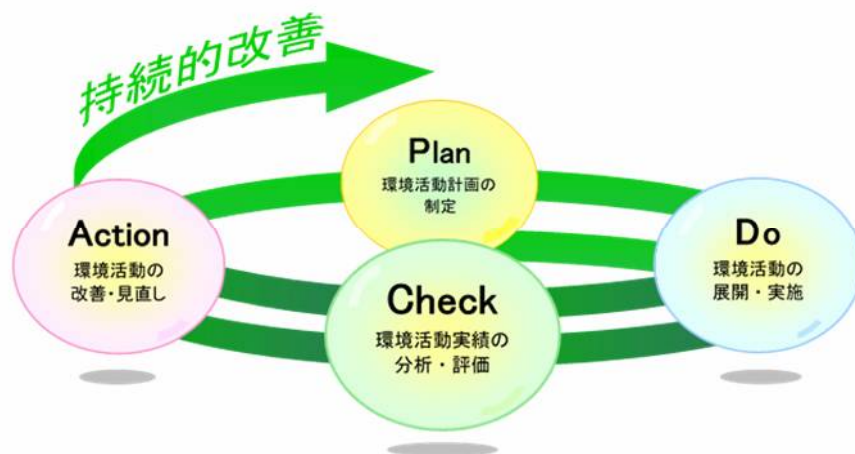 持続的改善
Plan
環境活動計画の
制定
Action
環境活動の
改善・見直し
Do
環境活動の
展開・実施
Check
環境活動実績の
分析・評価